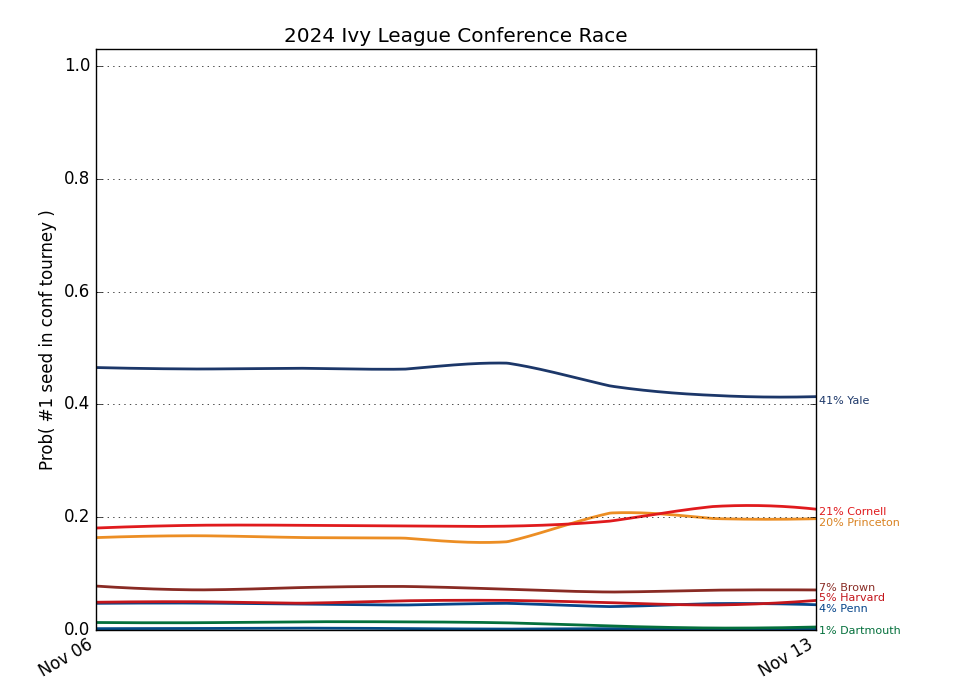 2024 Ivy League Conference Race
Prob( #1 seed in conf tourney )
1.0
0.8
0.6
0.4
0.2
0.0
Nov 06
Nov 13
41% Yale
21% Cornell
20% Princeton
7% Brown
5% Harvard
4% Penn
1% Dartmouth